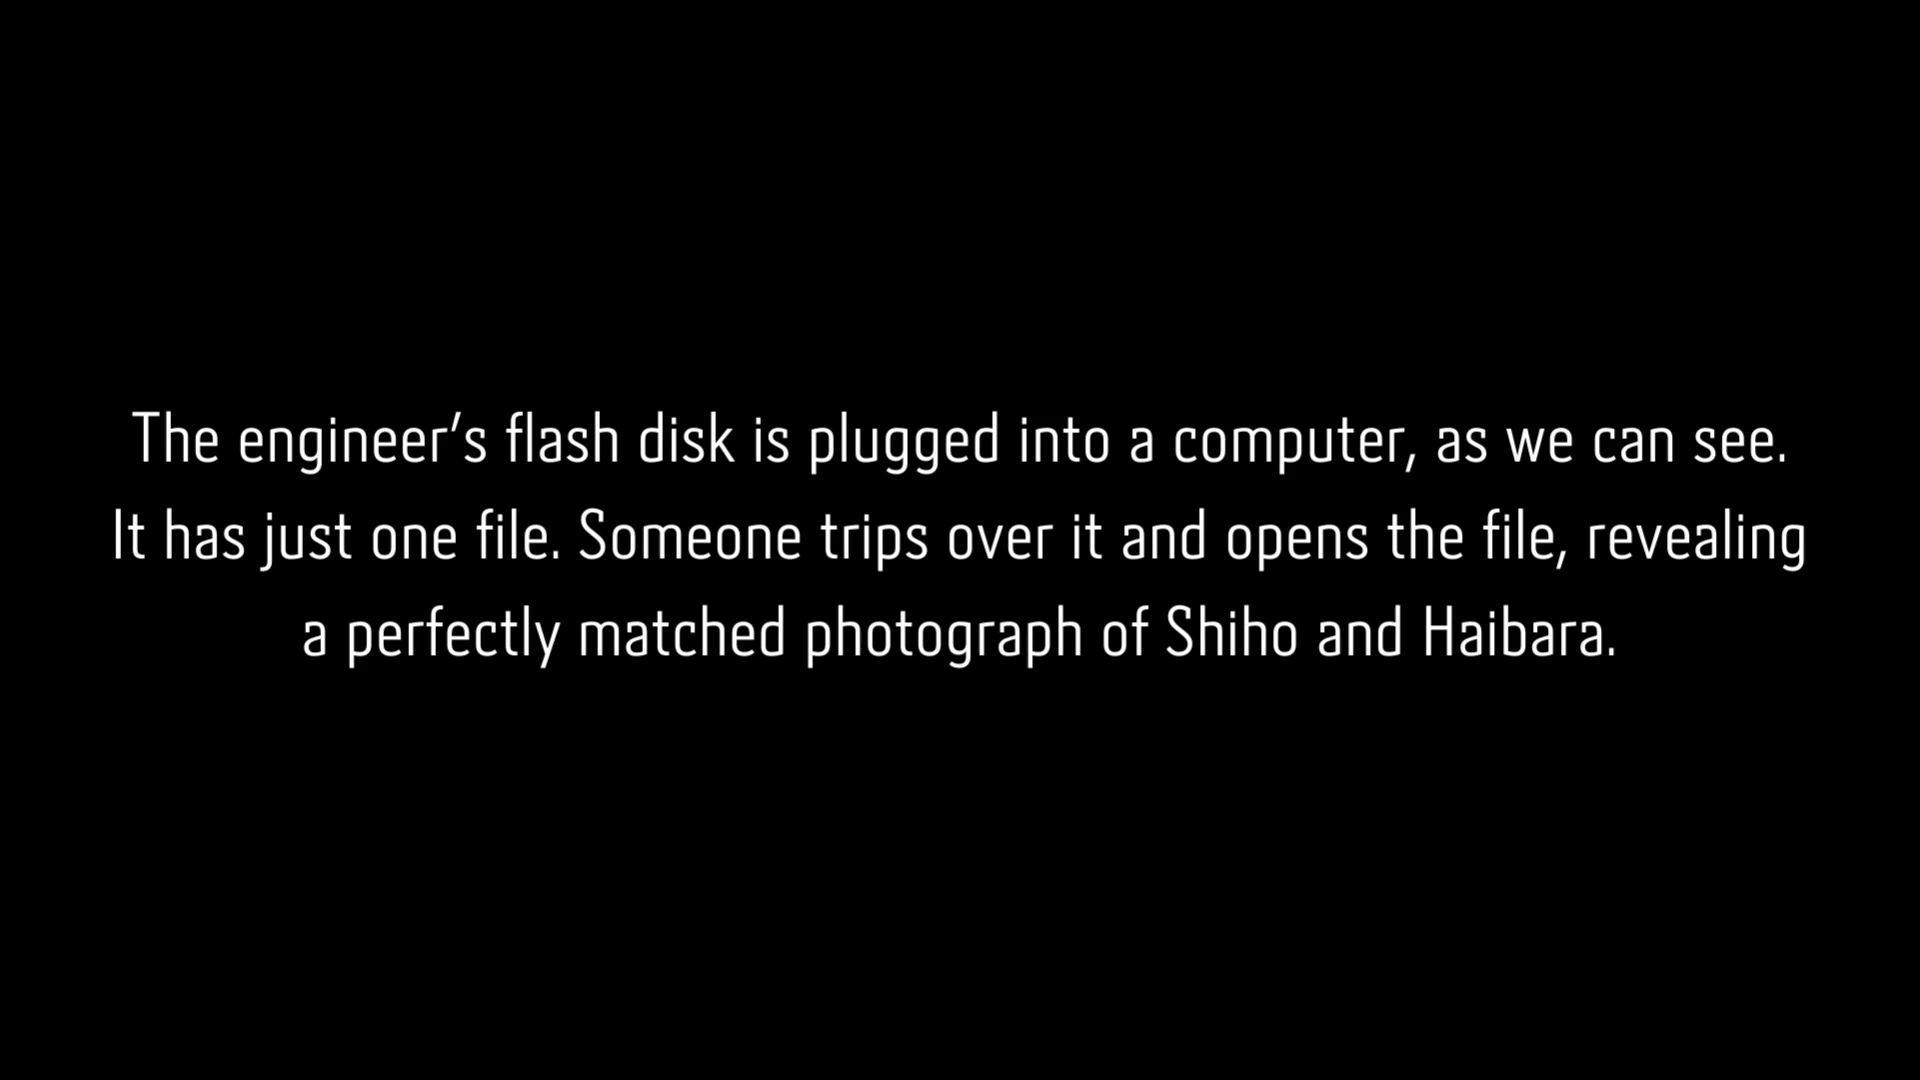 The engineer's flash disk is plugged into a computer, as we can see.
It has just one file. Someone trips over it and opens the file, revealing
a perfectly matched photograph of Shiho and Haibara.